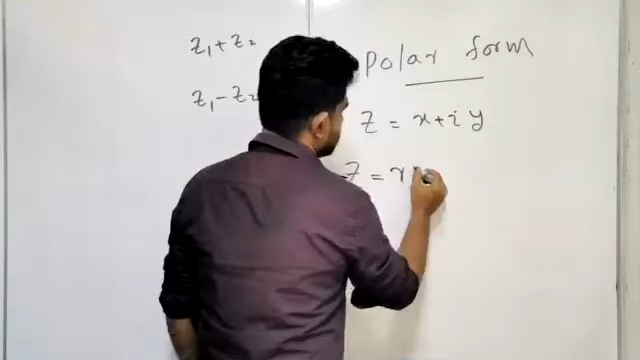 z₁+z₂
z₁-z₂
Polar form
z = x+iy
z = r